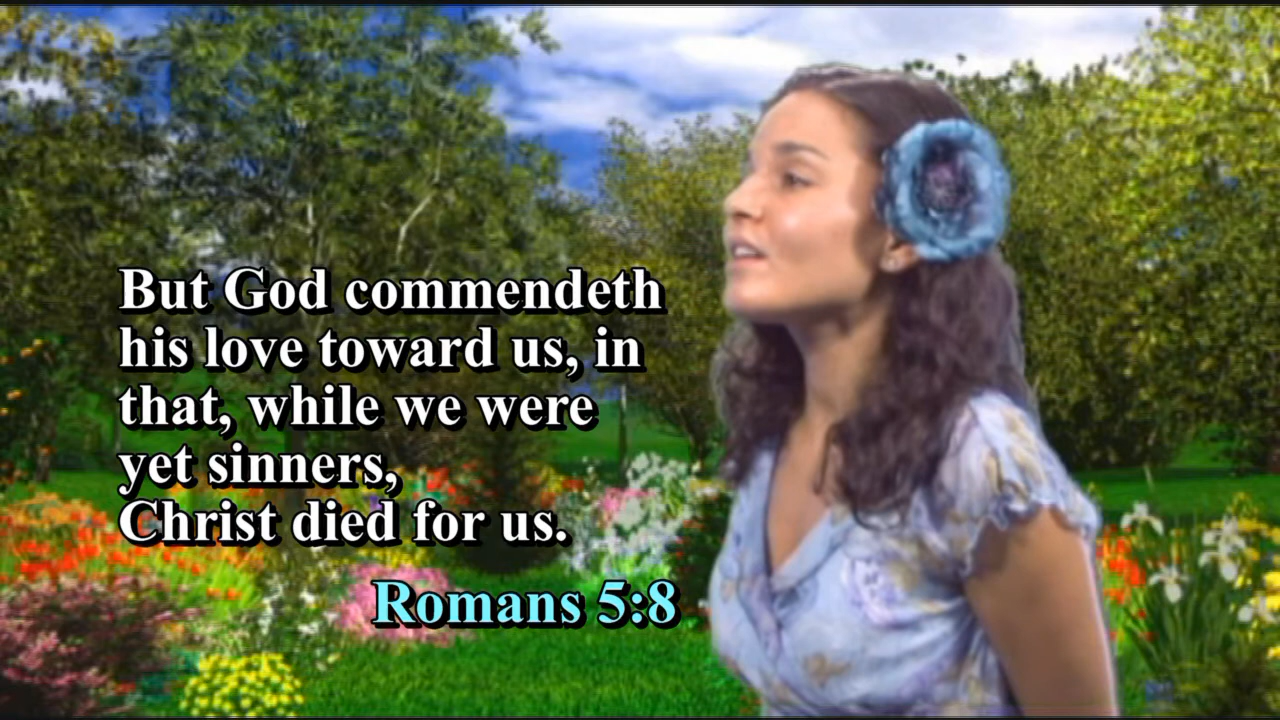 But God commendeth
his love toward us, in
that, while we were
yet sinners,
Christ died for us.
Romans 5:8